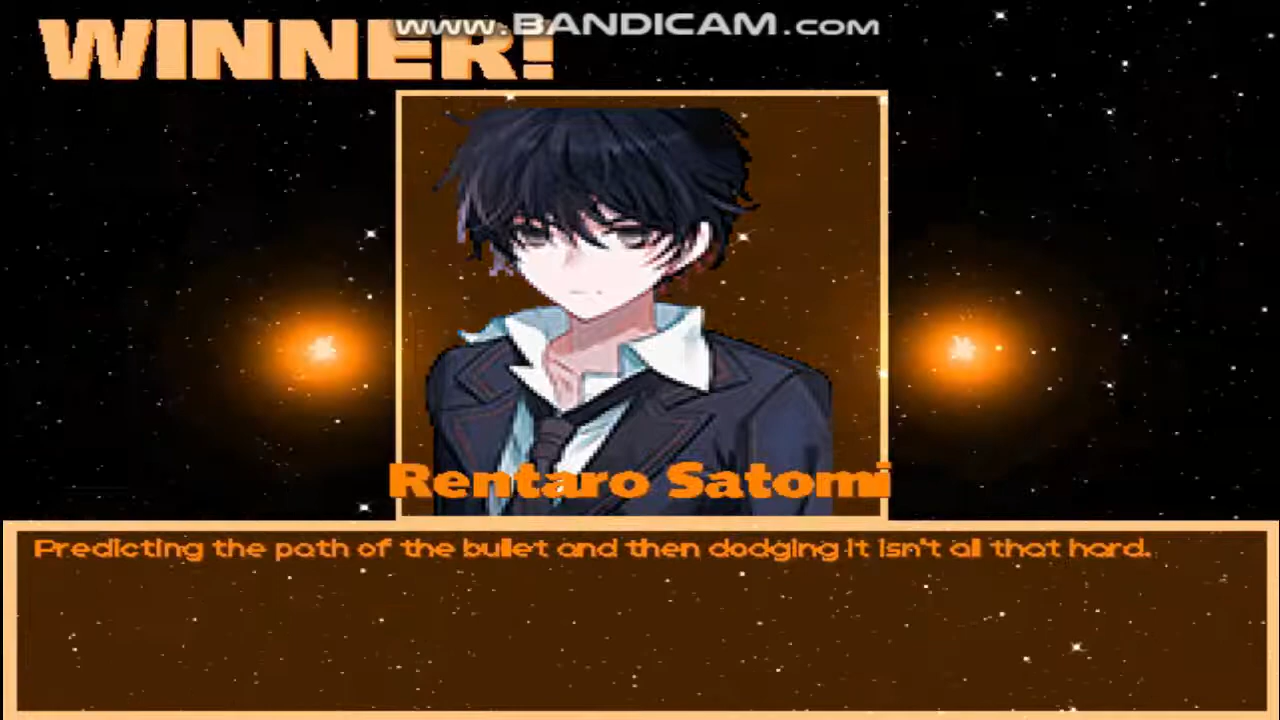 WINNER!
www.BANDICAM.com
Rentaro Satomi
Predicting the path of the bullet and then dodging it isn't all that hard.